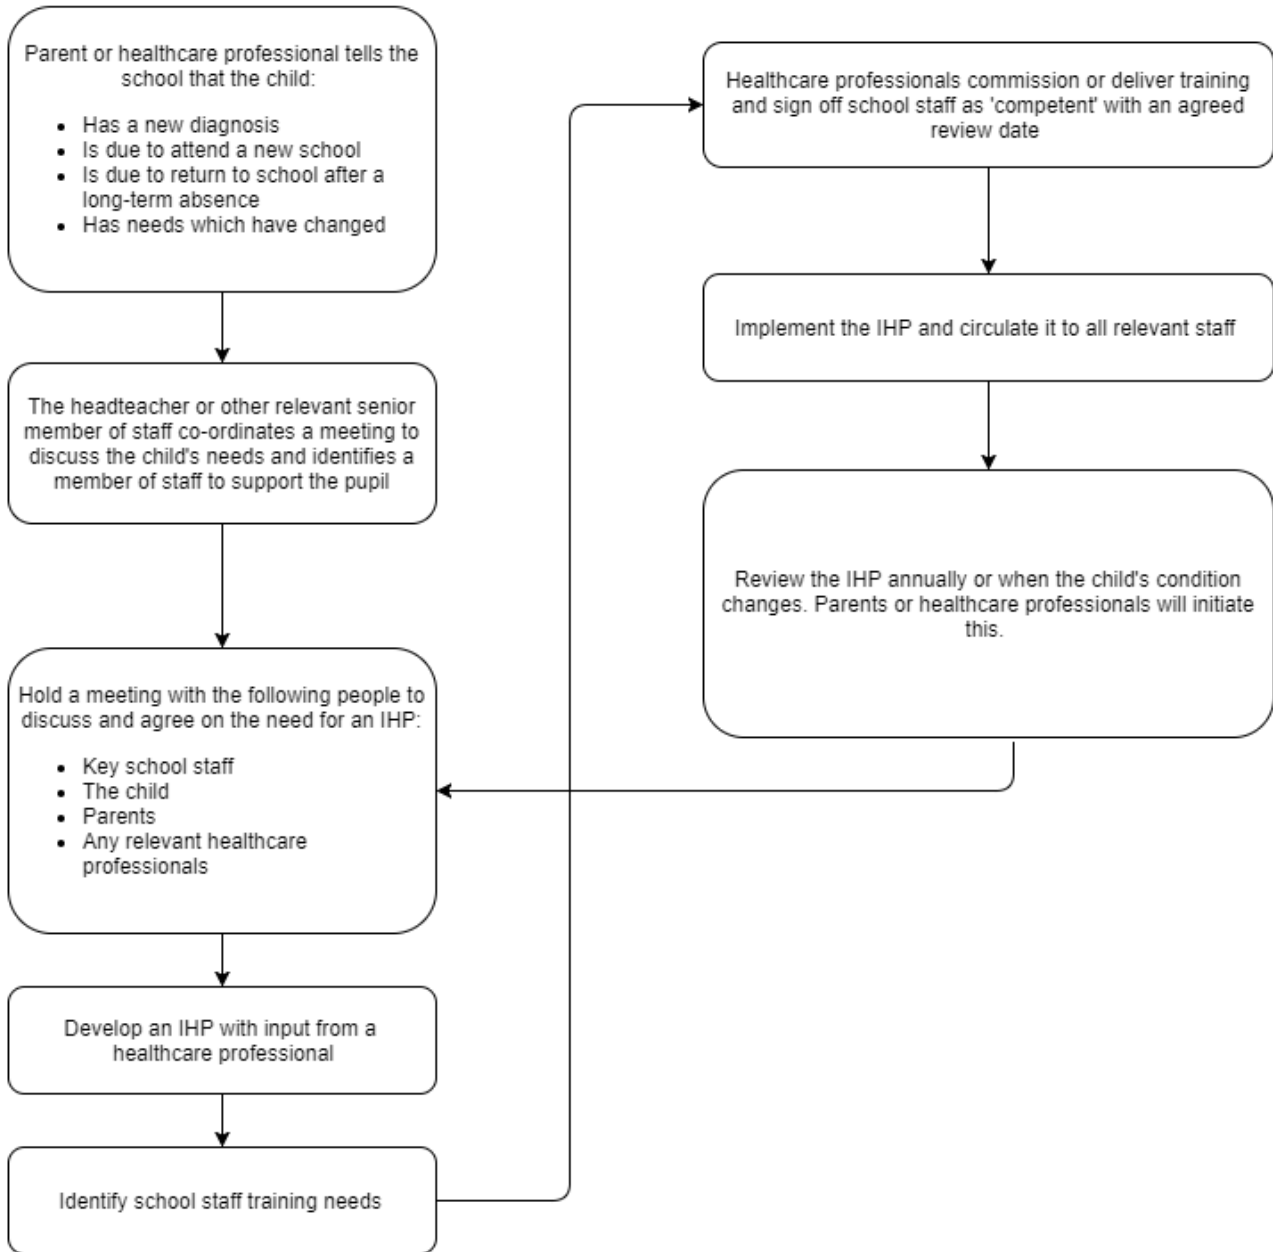 Parent or healthcare professional tells the
school that the child:
• Has a new diagnosis
• Is due to attend a new school
• Is due to return to school after a
long-term absence
• Has needs which have changed
The headteacher or other relevant senior
member of staff co-ordinates a meeting to
discuss the child's needs and identifies a
member of staff to support the pupil
Hold a meeting with the following people to
discuss and agree on the need for an IHP:
• Key school staff
• The child
• Parents
• Any relevant healthcare
professionals
Develop an IHP with input from a
healthcare professional
Identify school staff training needs
Healthcare professionals commission or deliver training
and sign off school staff as 'competent' with an agreed
review date
Implement the IHP and circulate it to all relevant staff
Review the IHP annually or when the child's condition
changes. Parents or healthcare professionals will initiate
this.